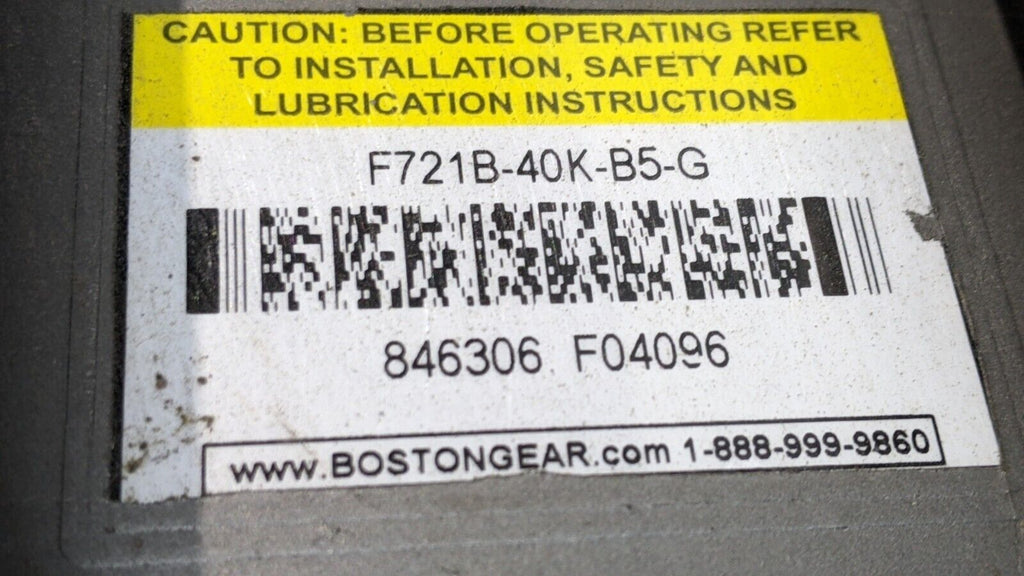 CAUTION: BEFORE OPERATING REFER
TO INSTALLATION, SAFETY AND
LUBRICATION INSTRUCTIONS
F721B-40K-B5-G
846306 F04096
www.BOSTONGEAR.com 1-888-999-9860